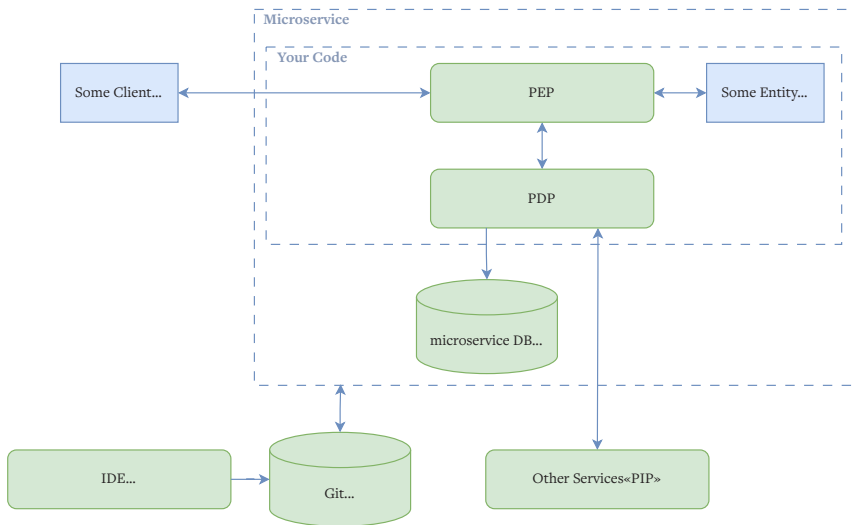 Microservice
Your Code
Some Client...
PEP
Some Entity...
PDP
microservice DB...
IDE...
Git...
Other Services«PIP»